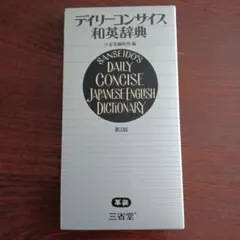 デイリーコンサイス
和英辞典
三省堂編修所 編
SANSEIDO'S
DAILY
CONCISE
JAPANESE-ENGLISH
DICTIONARY
革装
三省堂